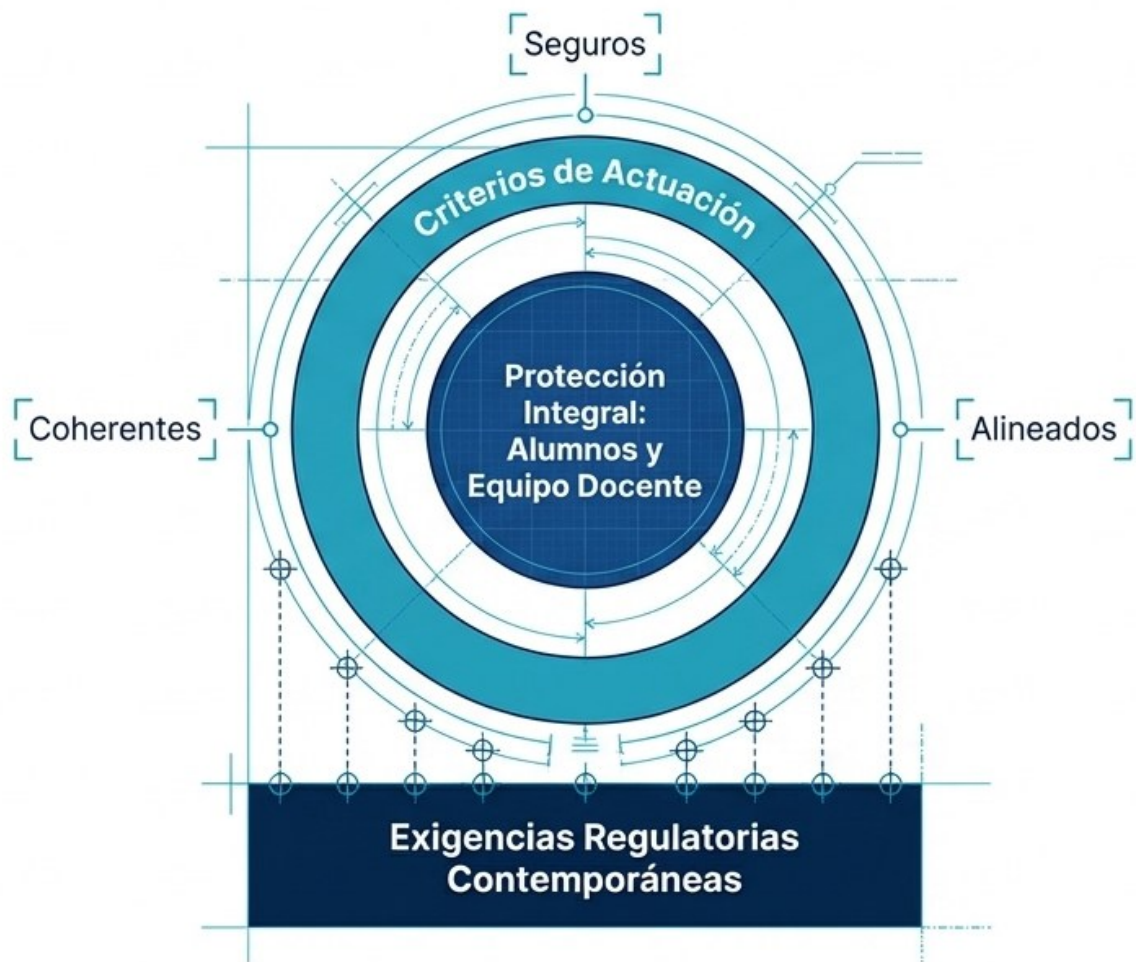 Seguros
Criterios de Actuación
Coherentes
Protección
Integral:
Alumnos y
Equipo Docente
Alineados
Exigencias Regulatorias
Contemporáneas